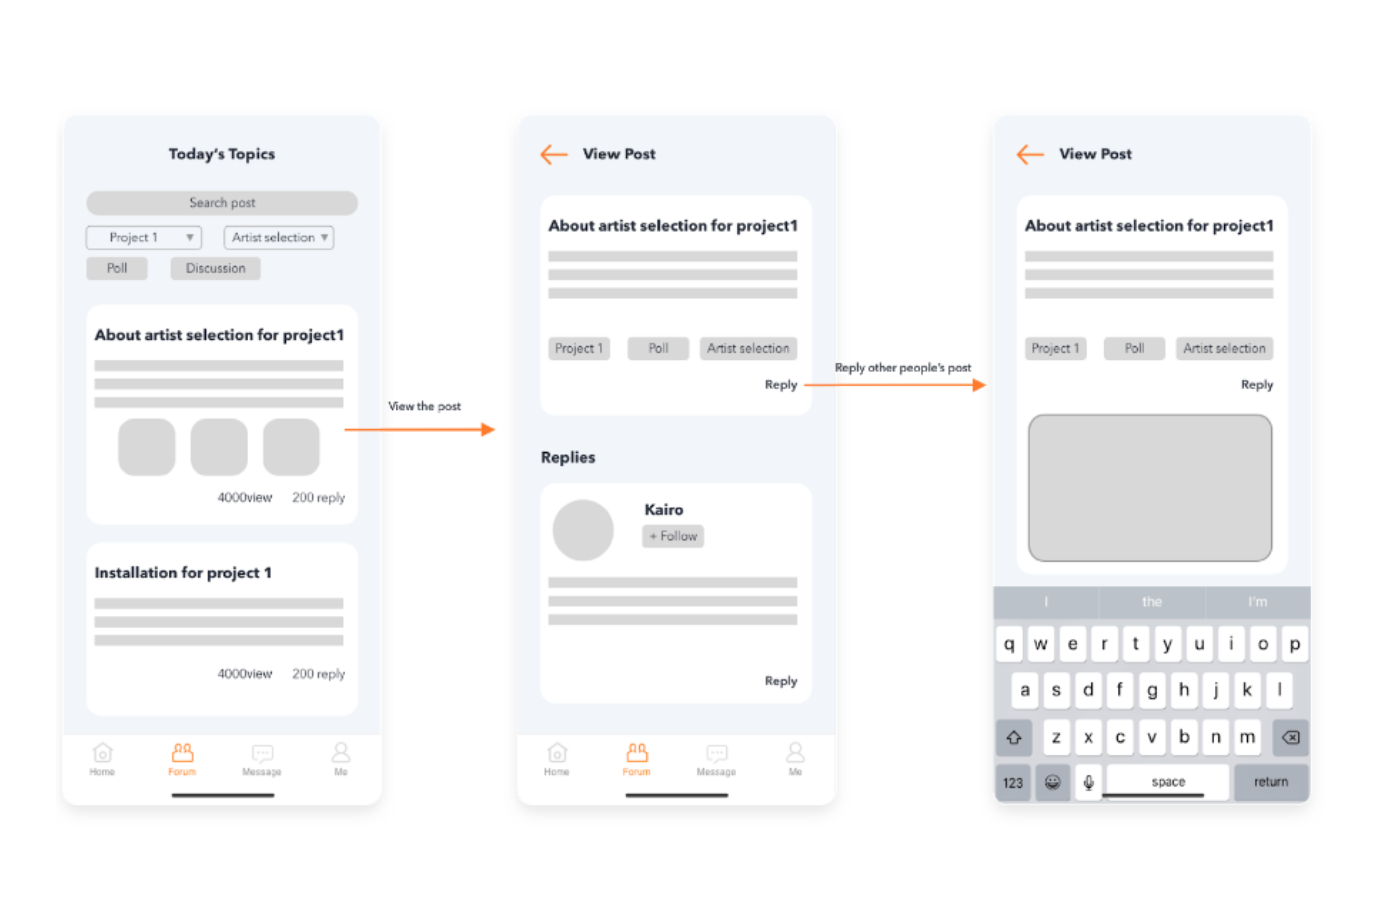 Today's Topics
Search post
Project 1 ▼ Artist selection ▼
Poll Discussion
About artist selection for project1
4000view 200 reply
Installation for project 1
4000view 200 reply
Home Forum Message Me
View the post
View Post
About artist selection for project1
Project 1 Poll Artist selection
Reply
Replies
Kairo
+ Follow
Reply
Home Forum Message Me
Reply other people's post
View Post
About artist selection for project1
Project 1 Poll Artist selection
Reply
I the I'm
q w e r t y u i o p
a s d f g h j k l
z x c v b n m
123 space return